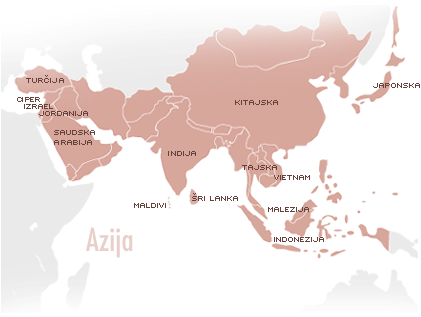 TURČIJA
JAPONSKA
CIPER
IZRAEL
KITAJSKA
JORDANIJA
SAUDSKA
ARABIJA
INDIJA
TAJSKA
VIETNAM
ŠRI LANKA
MALDIVI
MALEZIJA
INDONEZIJA
Azija